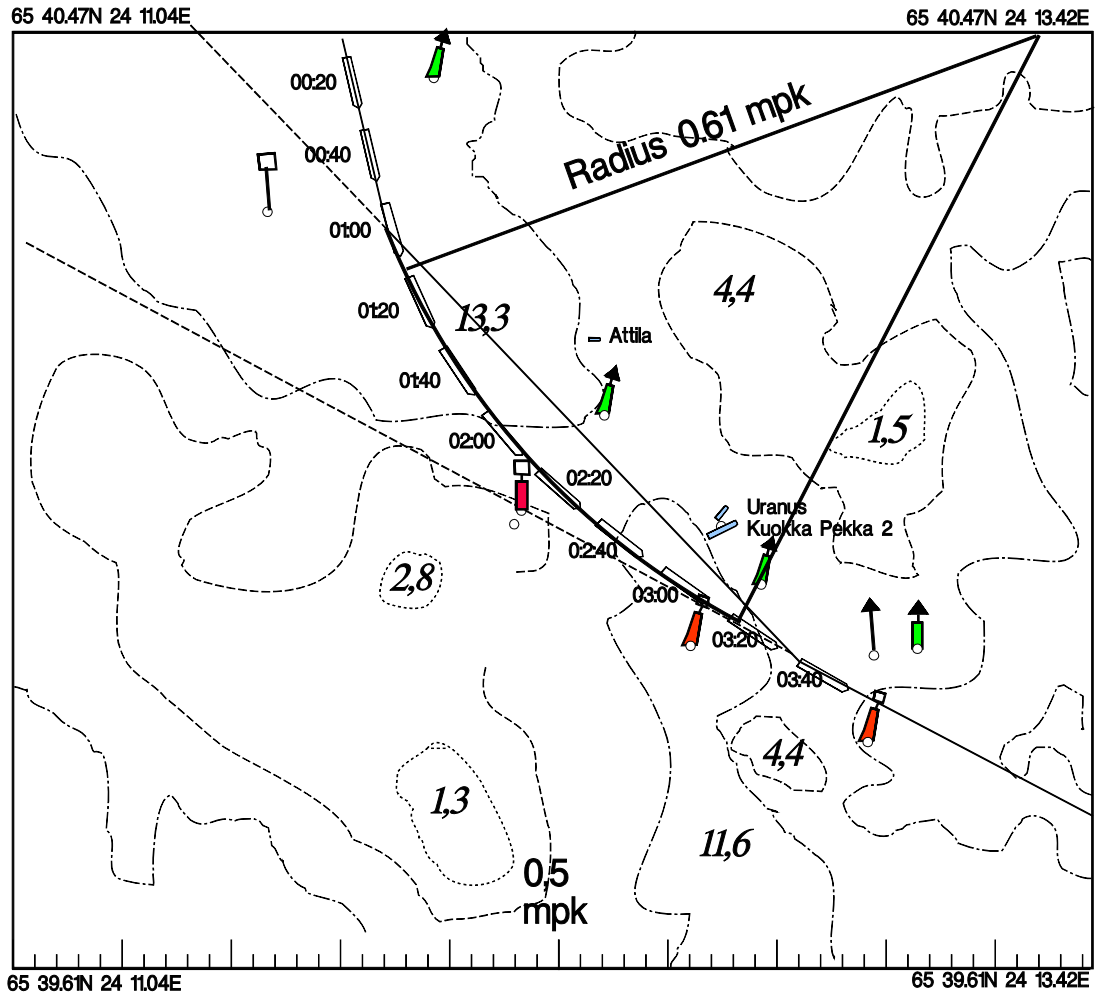 65 40.47N 24 11.04E
65 40.47N 24 13.42E
00:20
Radius 0.61 mpk
00:40
01:00
4,4
01:20
13,3
Attila
01:40
1,5
02:00
02:20
Uranus
Kuokka Pekka 2
0:2:40
2,8
03:00
03:20
03:40
4,4
1,3
11,6
0,5
mpk
65 39.61N 24 11.04E
65 39.61N 24 13.42E